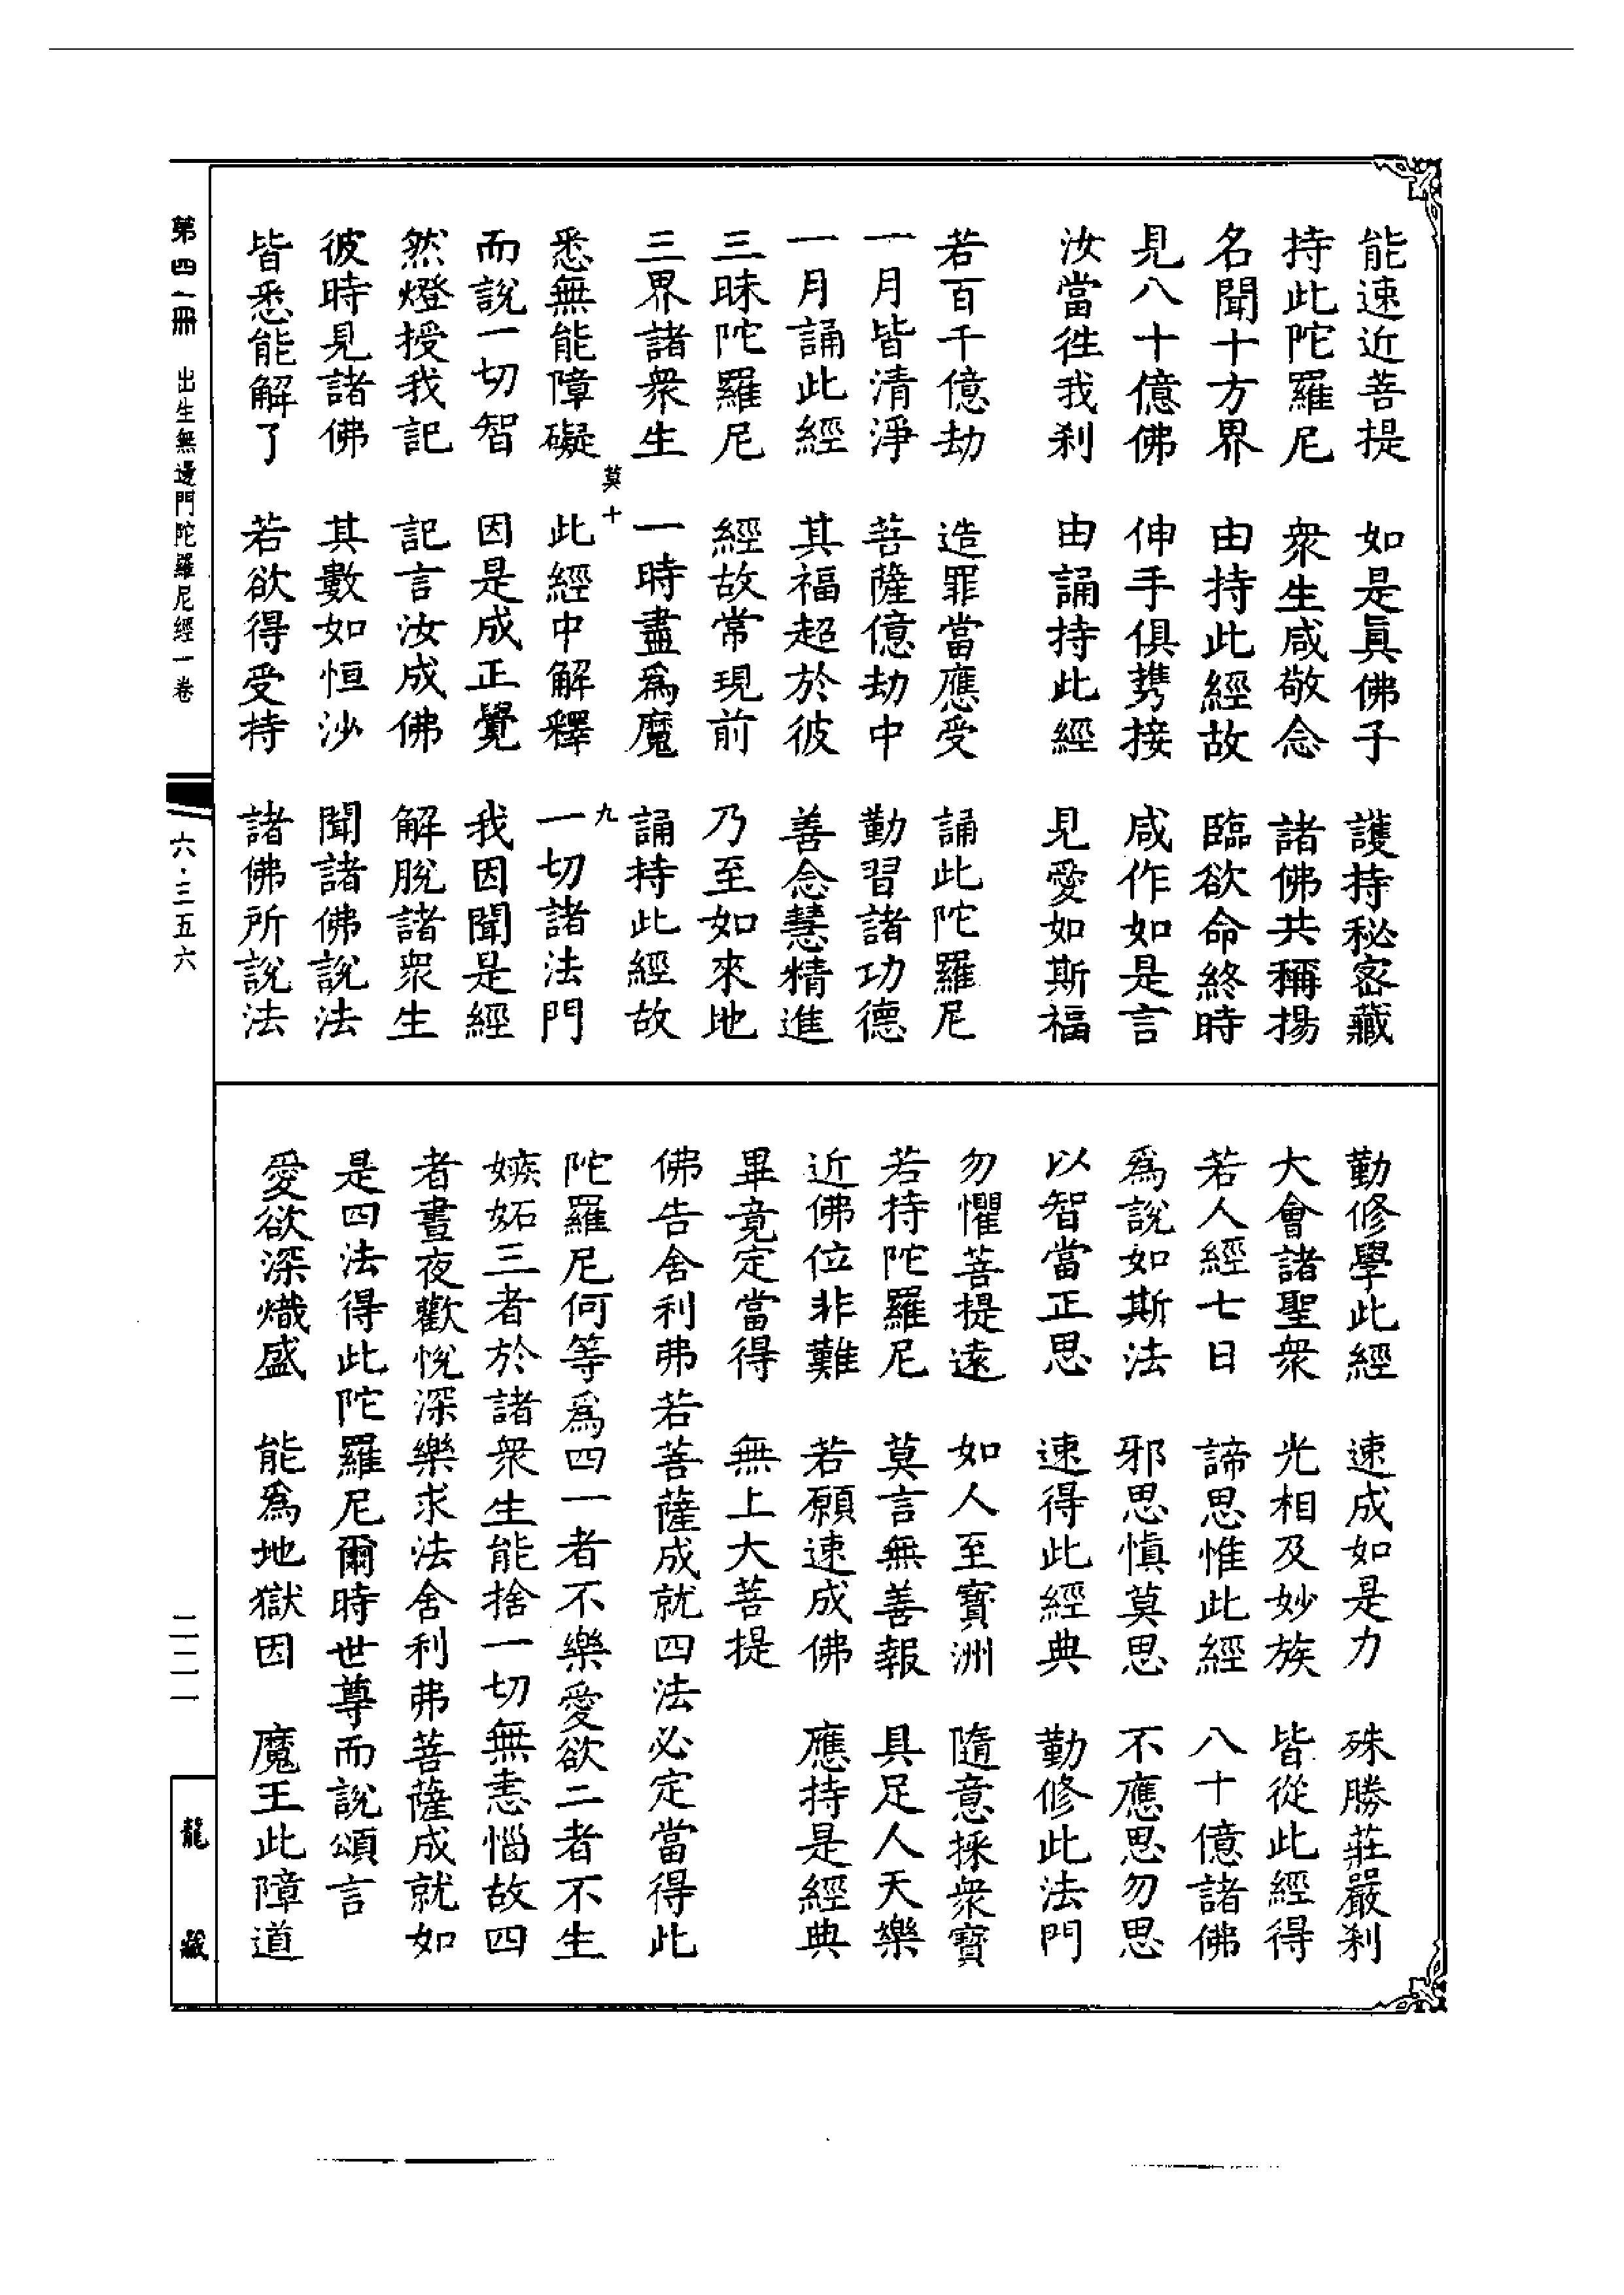 能速近菩提　如是眞佛子　護持秘密藏
持此陀羅尼　衆生咸敬念　諸佛共稱揚
名聞十方界　由持此經故　臨欲命終時
見八十億佛　伸手俱擕接　咸作如是言
汝當徃我刹　由誦持此經　見愛如斯福
若百千億劫　造罪當應受　誦此陀羅尼
一月皆清淨　菩薩億劫中　勤習諸功德
一月誦此經　其福超於彼　善念慧精進
三昧陀羅尼　經故常現前　乃至如來地
三界諸衆生　一時盡爲魔　誦持此經故
莫十　九
悉無能障礙　此經中解釋　一切諸法門
而說一切智　因是成正覺　我因聞是經
然燈授我記　記言汝成佛　解脫諸衆生
彼時見諸佛　其數如恒沙　聞諸佛說法
皆悉能解了　若欲得受持　諸佛所說法
勤修學此經　速成如是力　殊勝莊嚴刹
大會諸聖衆　光相及妙族　皆從此經得
若人經七日　諦思惟此經　八十億諸佛
爲說如斯法　邪思愼莫思　不應思勿思
以智當正思　速得此經典　勤修此法門
勿懼菩提遠　如人至寶洲　隨意採衆寶
若持陀羅尼　莫言無善報　具足人天樂
近佛位非難　若願速成佛　應持是經典
畢竟定當得　無上大菩提
佛告舍利弗若菩薩成就四法必定當得此
陀羅尼何等爲四一者不樂愛欲二者不生
嫉妬三者於諸衆生能捨一切無恚惱故四
者晝夜歡悅深樂求法舍利弗菩薩成就如
是四法得此陀羅尼爾時世尊而說頌言
愛欲深熾盛　能爲地獄因　魔王此障道
第四一冊　出生無邊門陀羅尼經一卷
六·三五六
二二一
龍藏